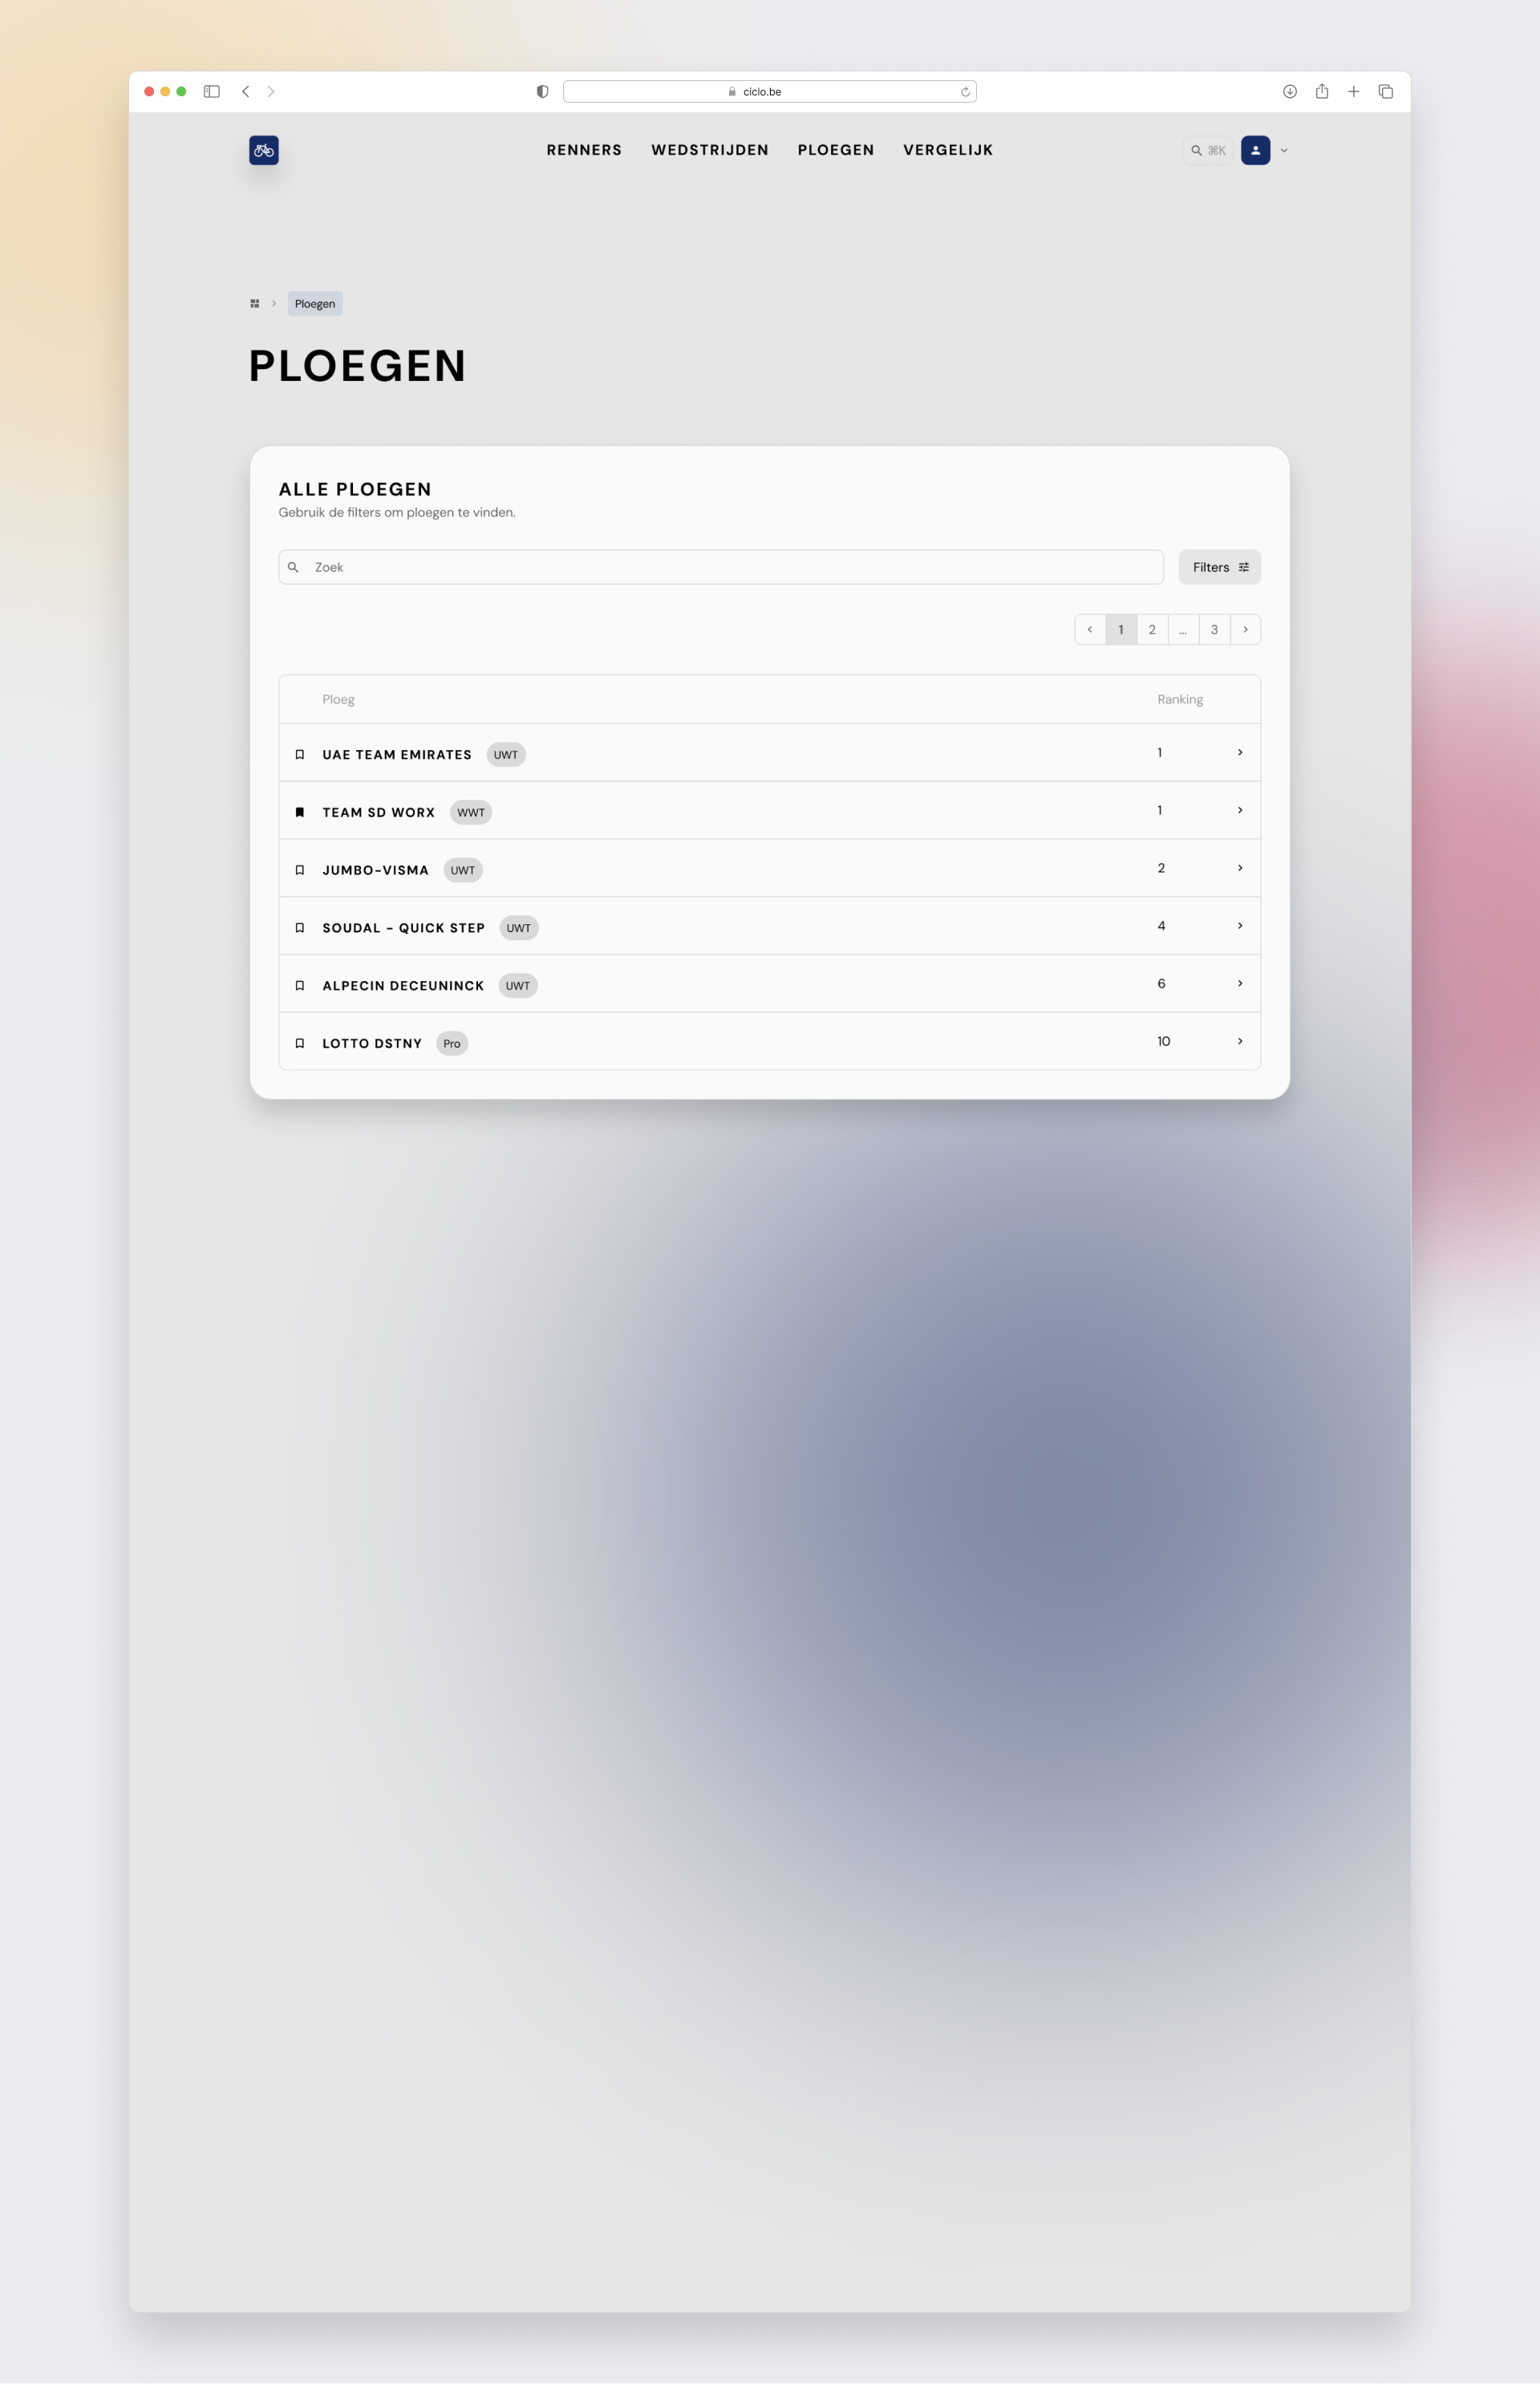 ciclo.be
RENNERS WEDSTRIJDEN PLOEGEN VERGELIJK ⌘K
Ploegen
PLOEGEN
ALLE PLOEGEN
Gebruik de filters om ploegen te vinden.
Zoek Filters
1 2 ... 3
Ploeg Ranking
UAE TEAM EMIRATES UWT 1
TEAM SD WORX WWT 1
JUMBO-VISMA UWT 2
SOUDAL - QUICK STEP UWT 4
ALPECIN DECEUNINCK UWT 6
LOTTO DSTNY Pro 10